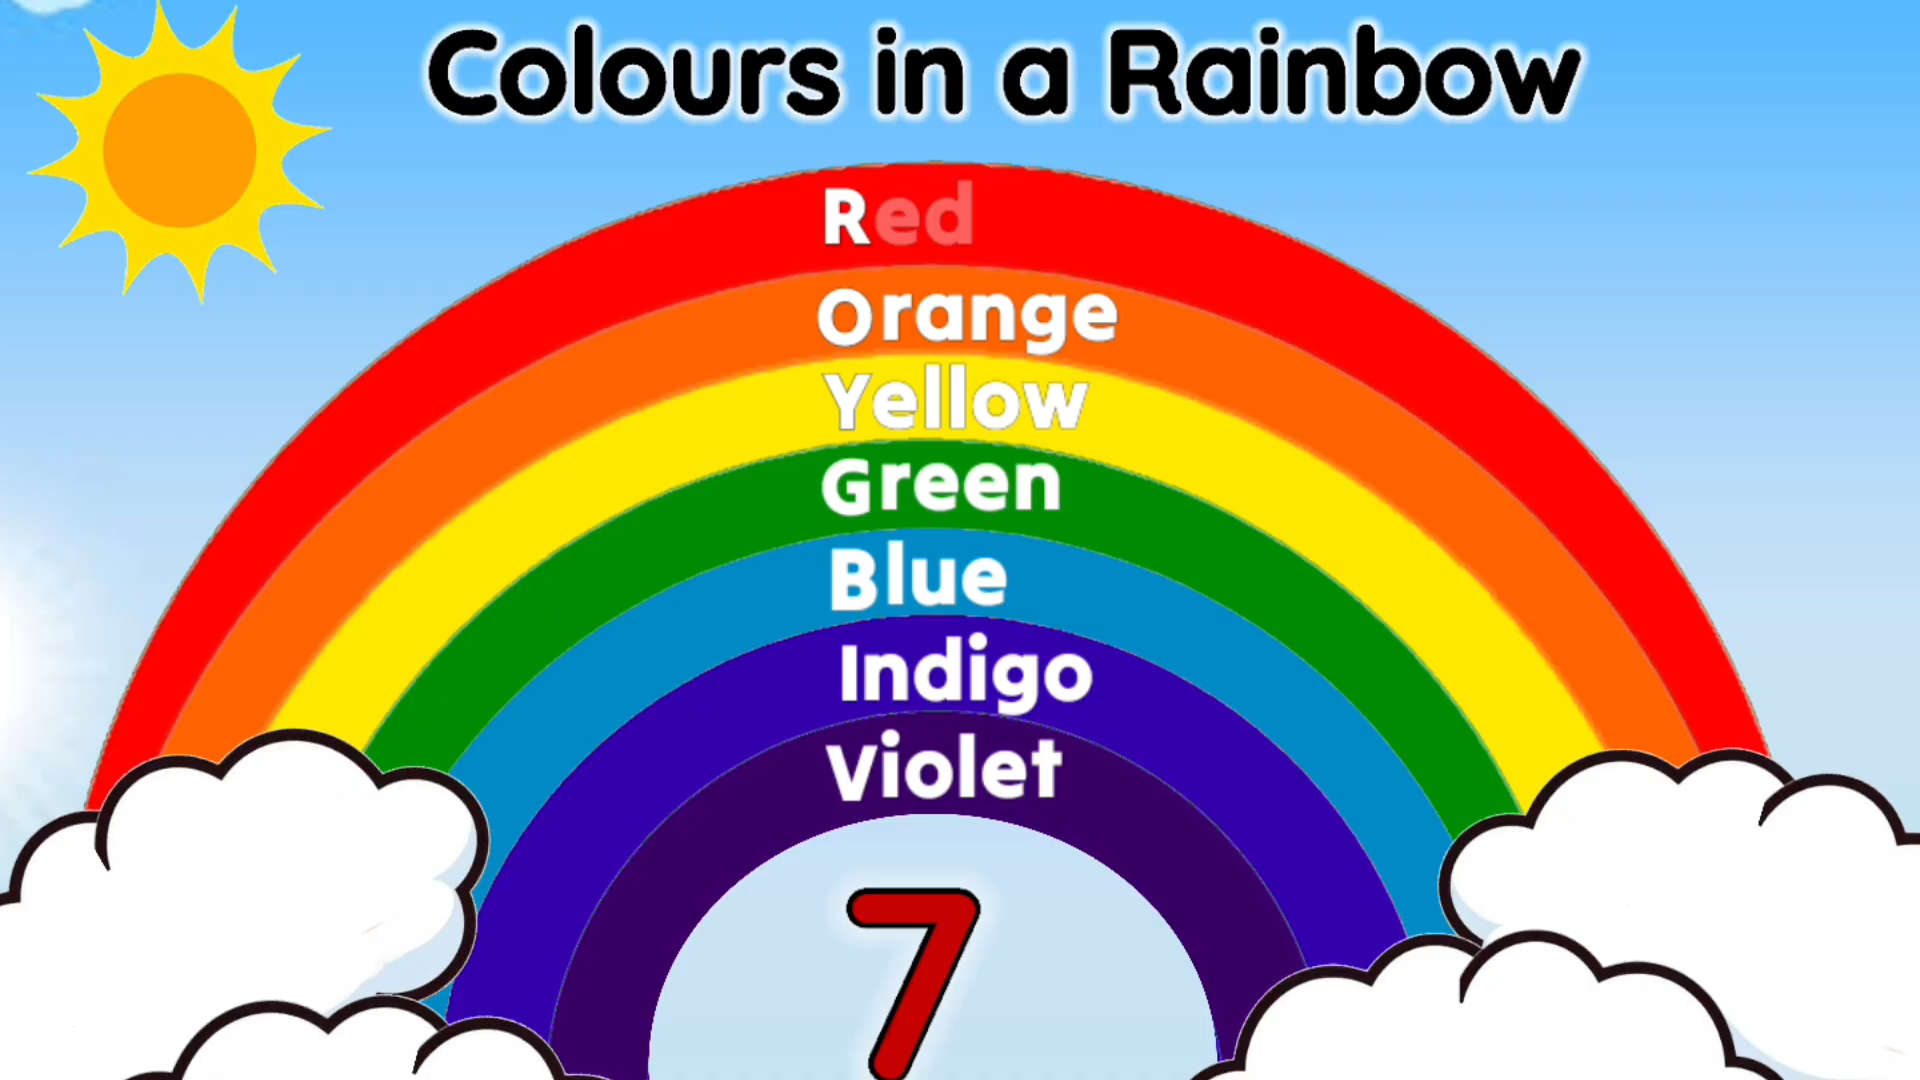 Colours in a Rainbow
Red
Orange
Yellow
Green
Blue
Indigo
Violet
7